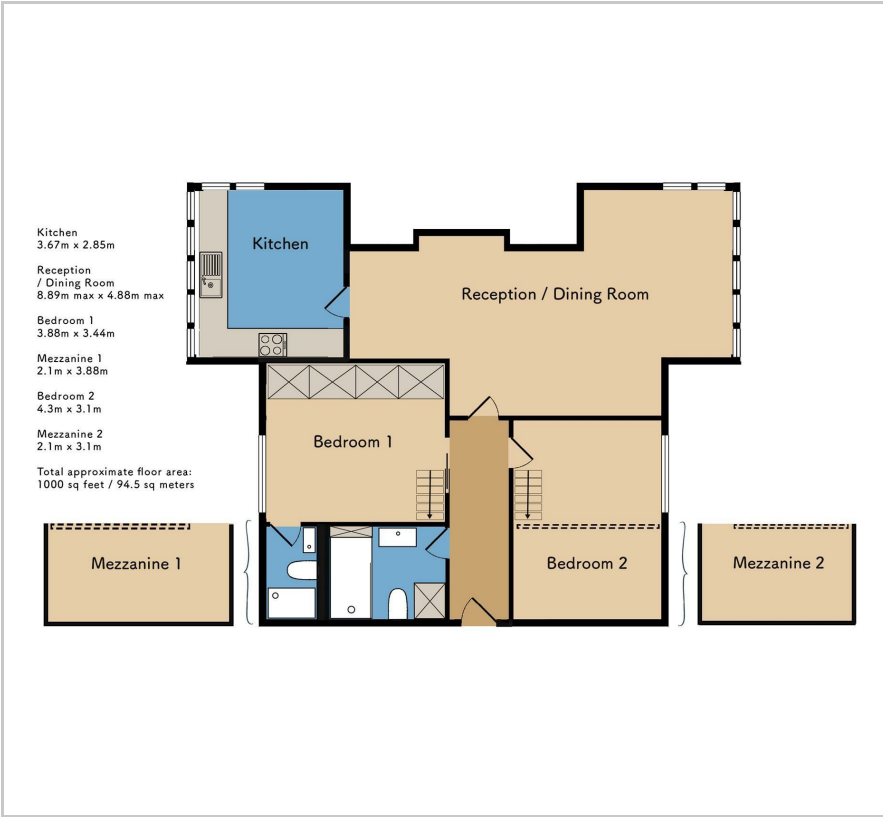 Kitchen
3.67m x 2.85m
Reception
/ Dining Room
8.89m max x 4.88m max
Bedroom 1
3.88m x 3.44m
Mezzanine 1
2.1m x 3.88m
Bedroom 2
4.3m x 3.1m
Mezzanine 2
2.1m x 3.1m
Total approximate floor area:
1000 sq feet / 94.5 sq meters
Kitchen
Reception / Dining Room
Bedroom 1
Mezzanine 1
Bedroom 2
Mezzanine 2